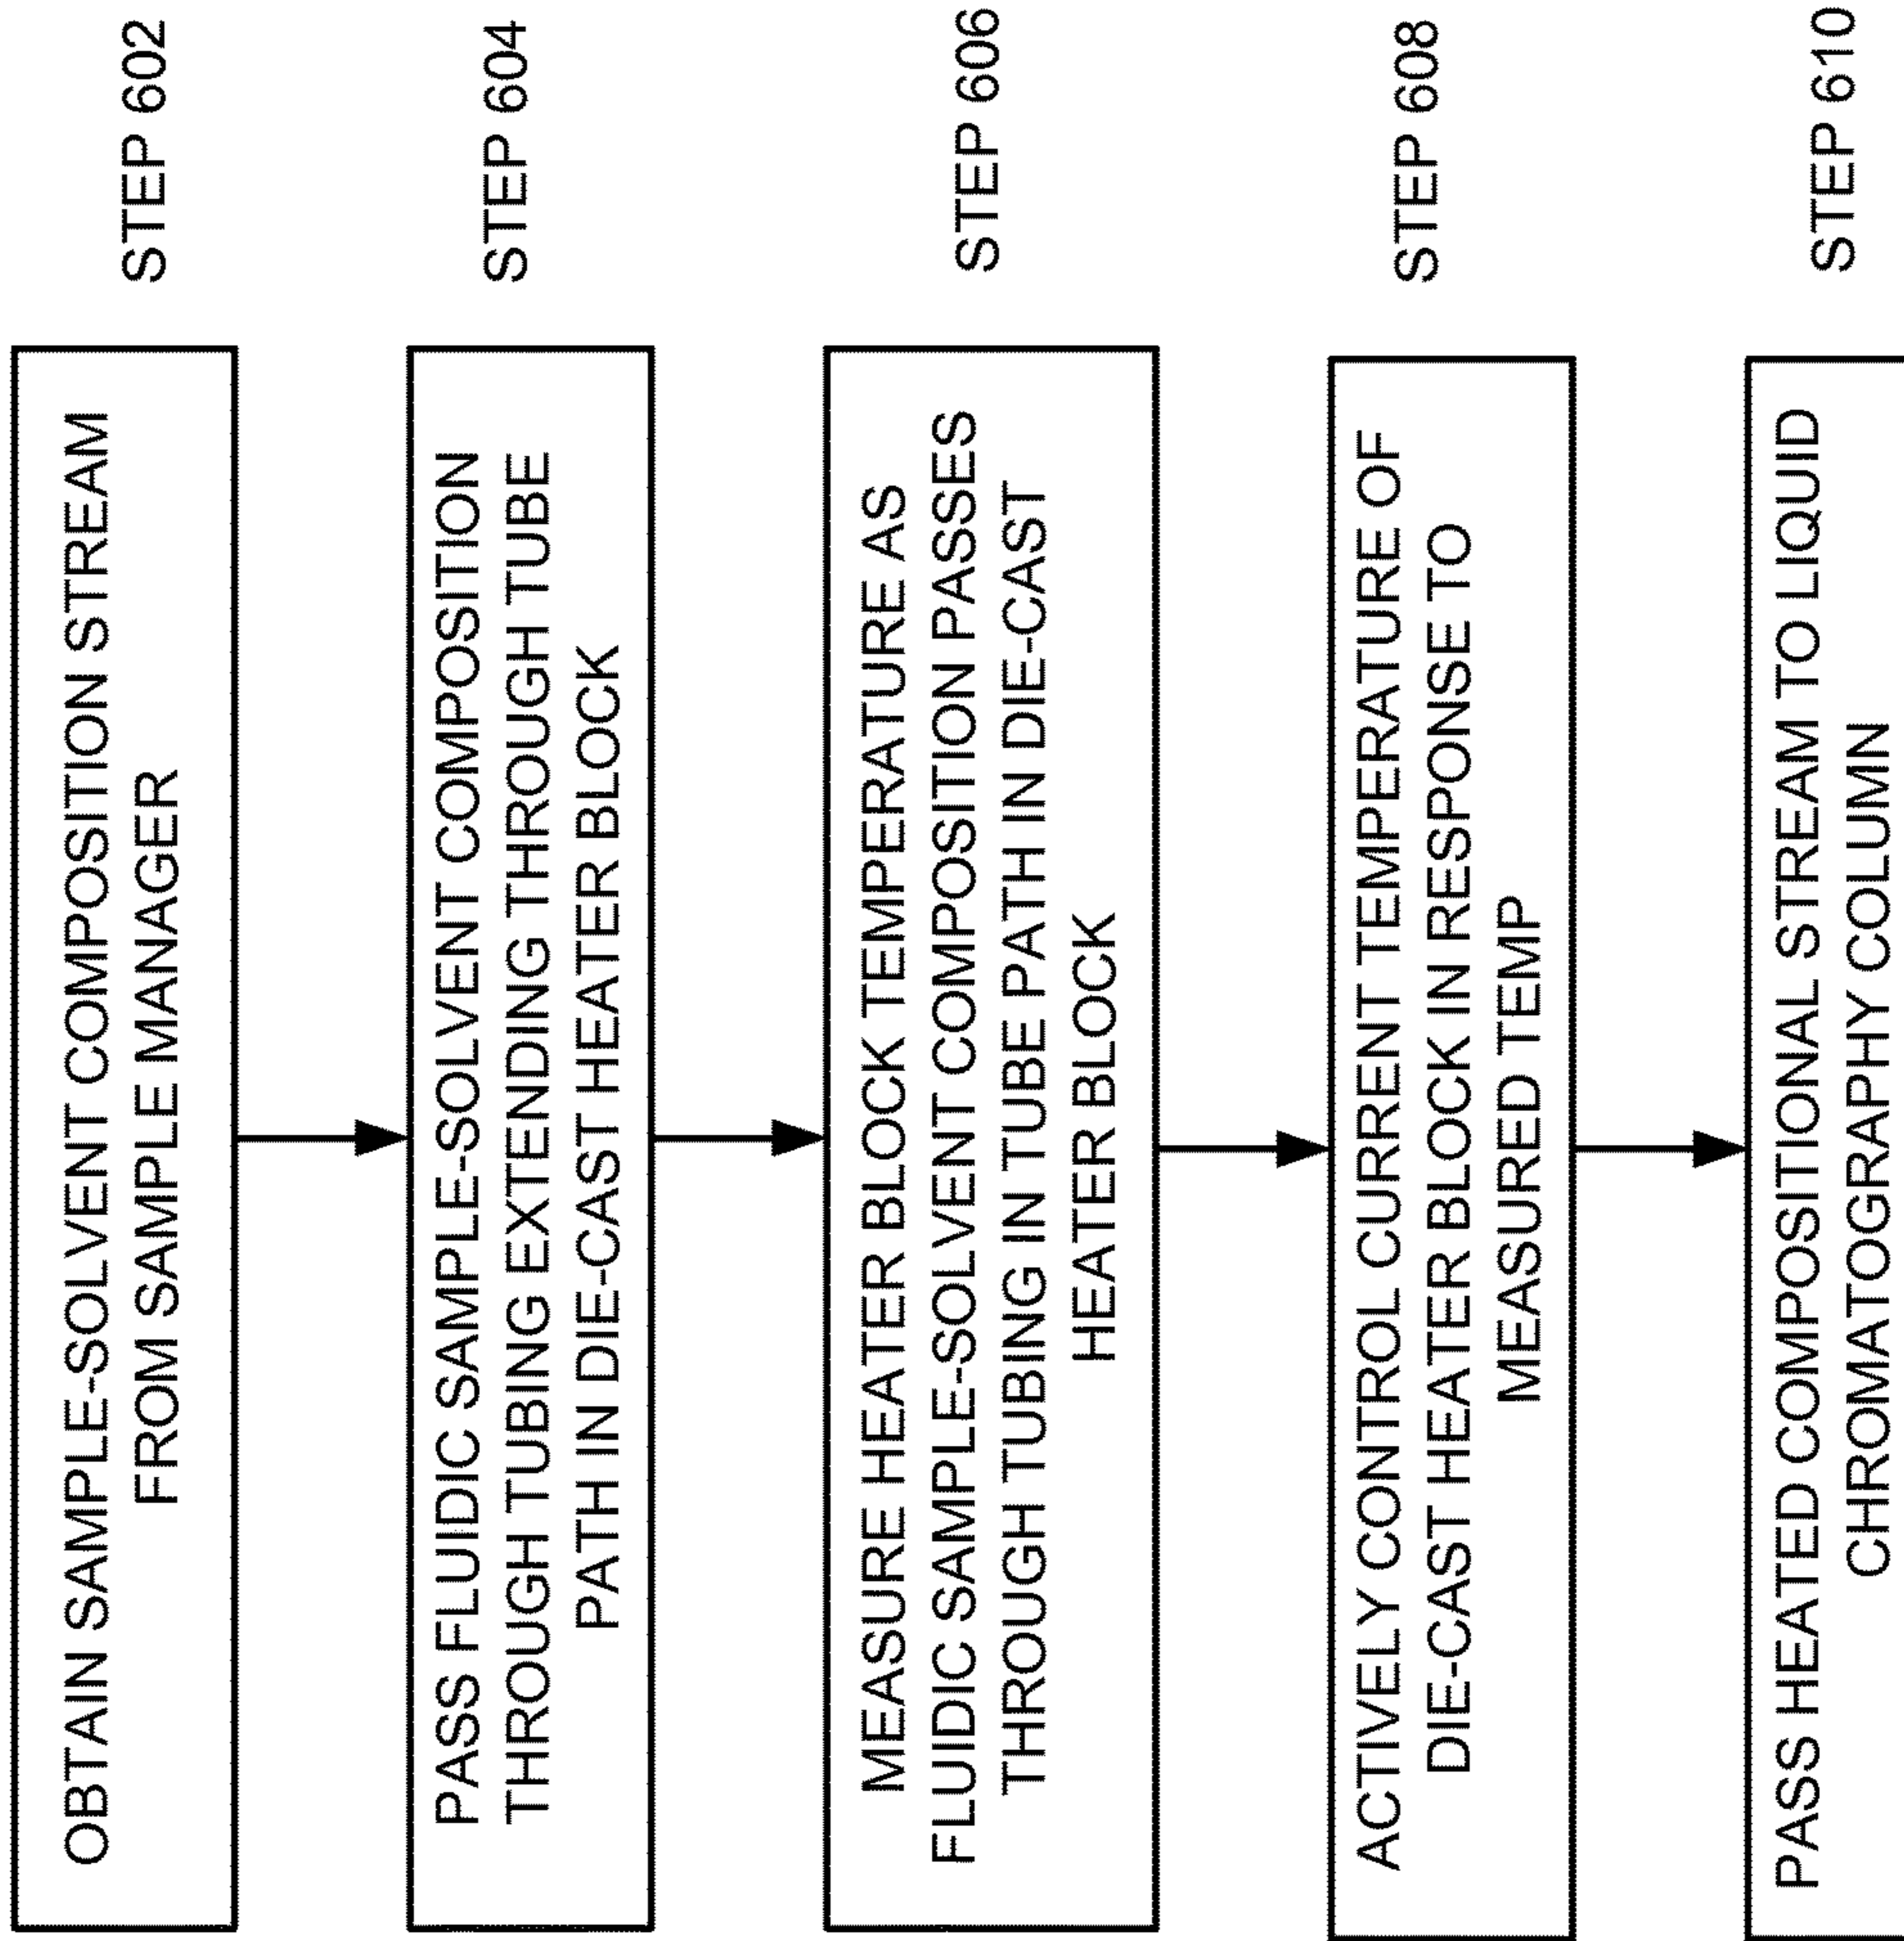 OBTAIN SAMPLE-SOLVENT COMPOSITION STREAM
FROM SAMPLE MANAGER
STEP 602
PASS FLUIDIC SAMPLE-SOLVENT COMPOSITION
THROUGH TUBING EXTENDING THROUGH TUBE
PATH IN DIE-CAST HEATER BLOCK
STEP 604
MEASURE HEATER BLOCK TEMPERATURE AS
FLUIDIC SAMPLE-SOLVENT COMPOSITION PASSES
THROUGH TUBING IN TUBE PATH IN DIE-CAST
HEATER BLOCK
STEP 606
ACTIVELY CONTROL CURRENT TEMPERATURE OF
DIE-CAST HEATER BLOCK IN RESPONSE TO
MEASURED TEMP
STEP 608
PASS HEATED COMPOSITIONAL STREAM TO LIQUID
CHROMATOGRAPHY COLUMN
STEP 610